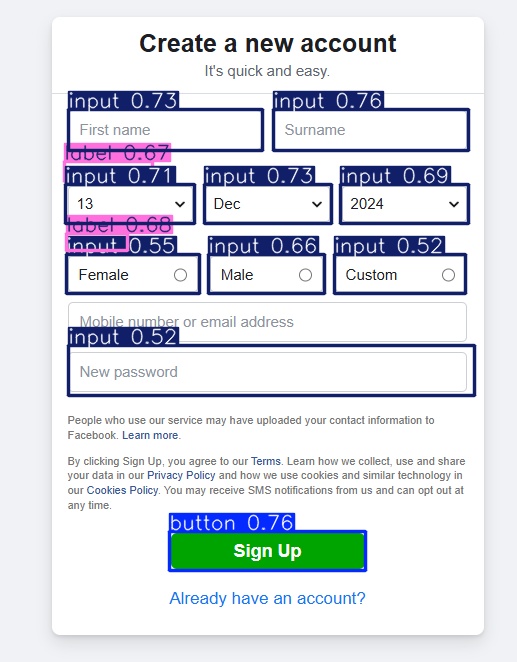 Create a new account
It's quick and easy.
input 0.73 input 0.76
First name Surname
label 0.67
input 0.71 input 0.73 input 0.69
13 Dec 2024
label 0.68
input 0.55 input 0.66 input 0.52
Female Male Custom
Mobile number or email address
input 0.52
New password
People who use our service may have uploaded your contact information to
Facebook. Learn more.
By clicking Sign Up, you agree to our Terms. Learn how we collect, use and share
your data in our Privacy Policy and how we use cookies and similar technology in
our Cookies Policy. You may receive SMS notifications from us and can opt out at
any time.
button 0.76
Sign Up
Already have an account?